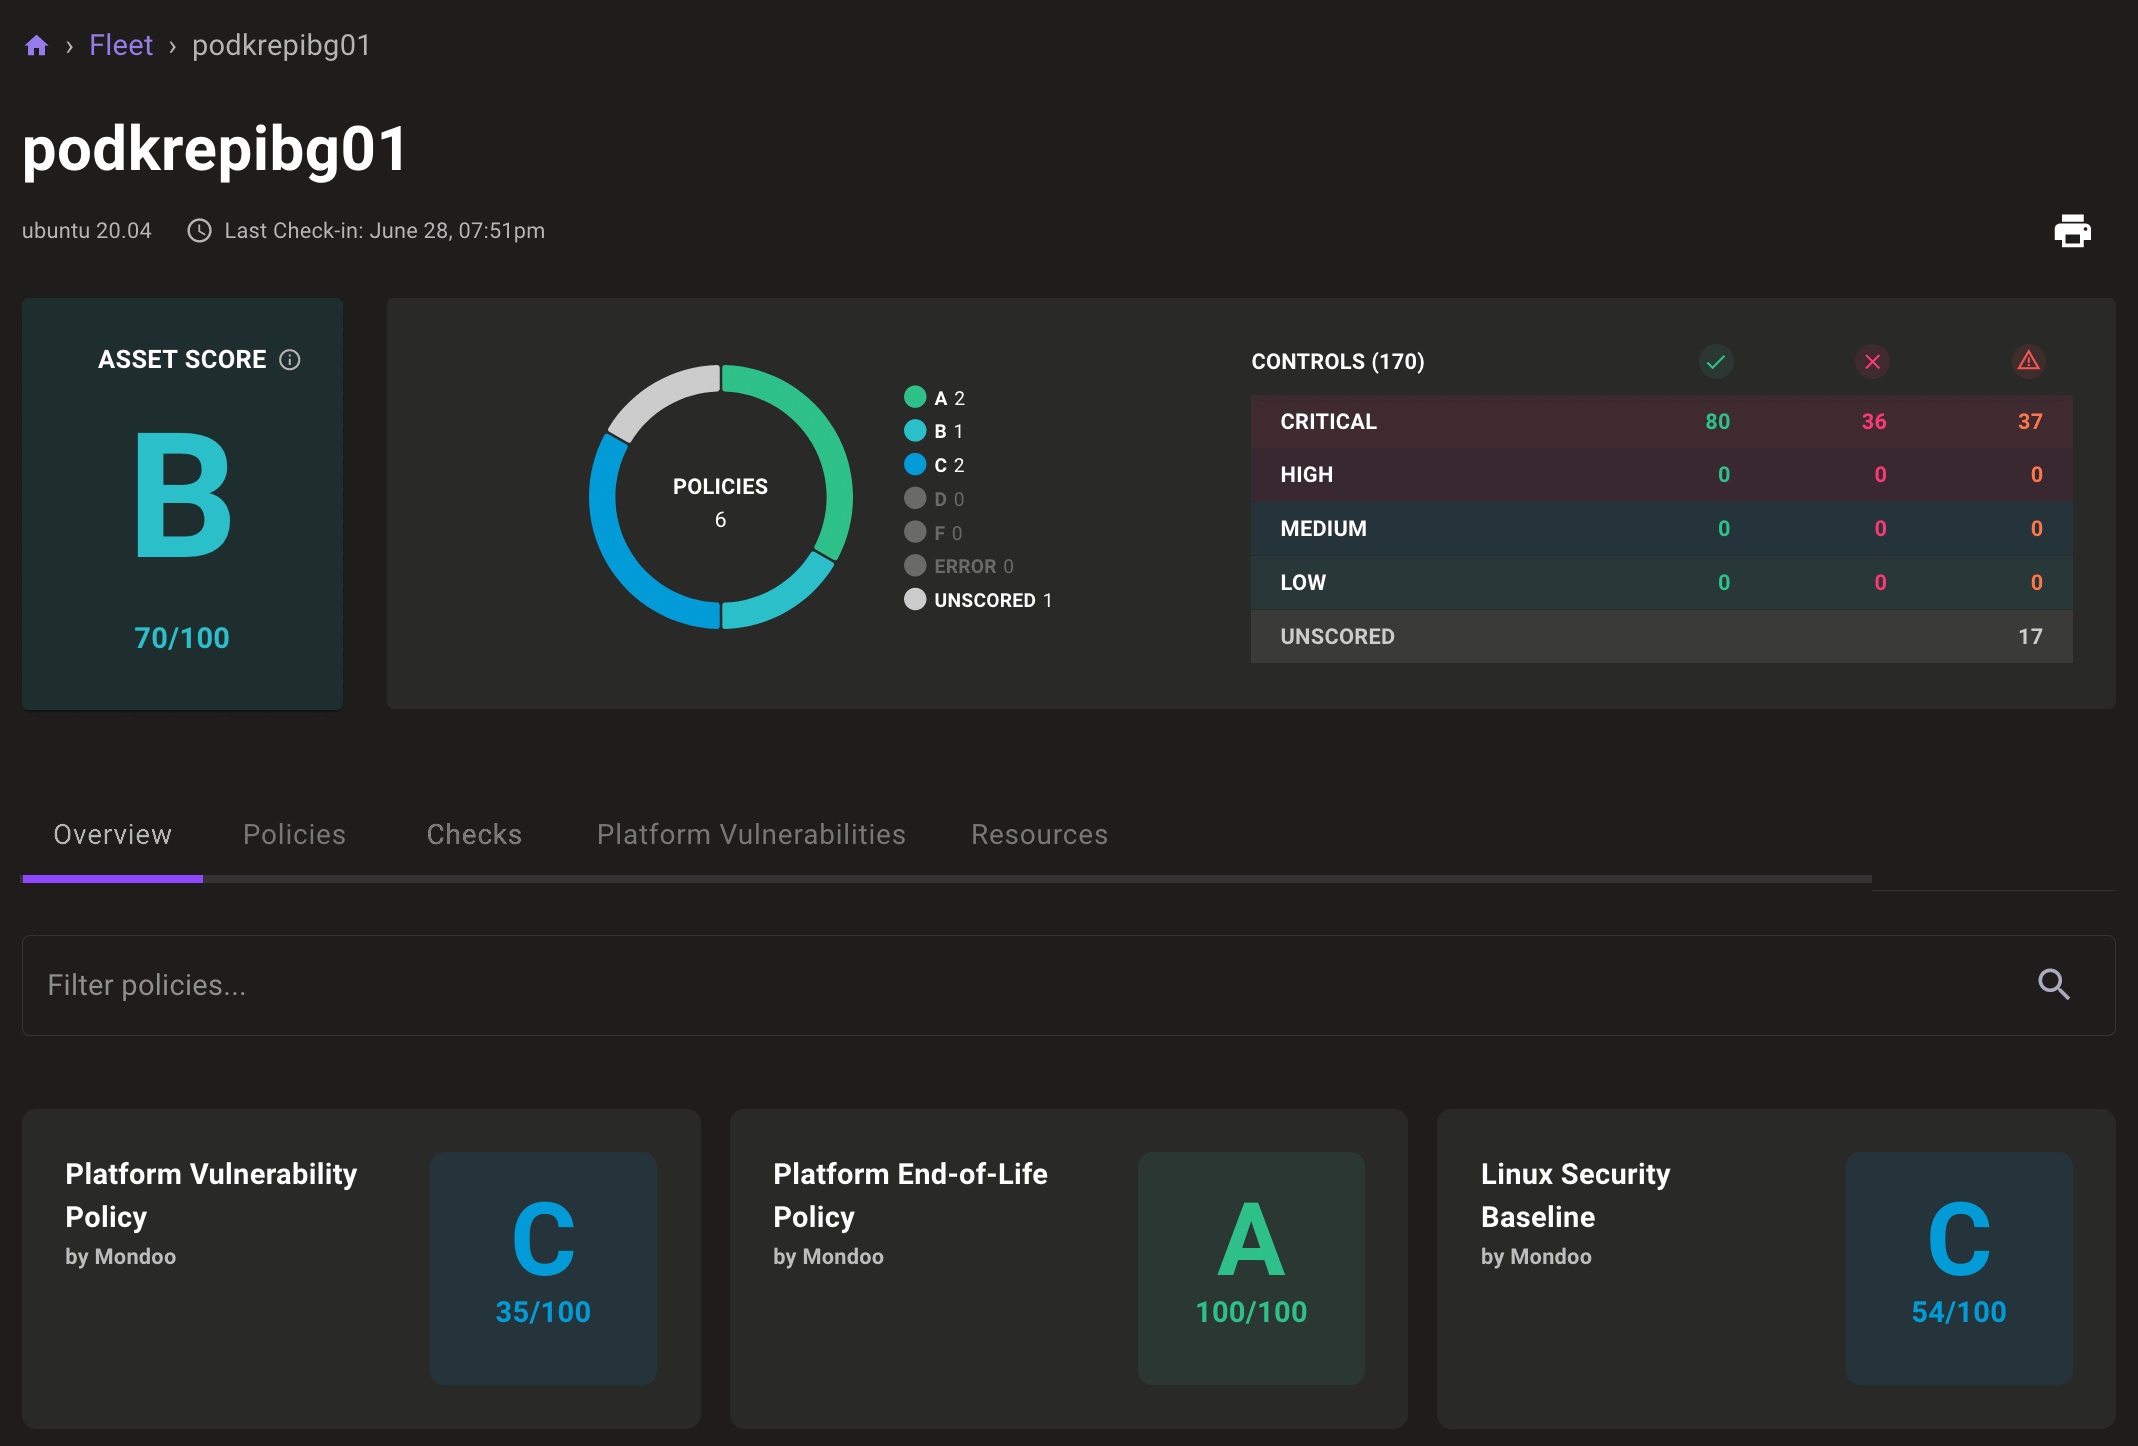 › Fleet › podkrepibg01
podkrepibg01
ubuntu 20.04 Last Check-in: June 28, 07:51pm
ASSET SCORE
B
70/100
POLICIES
6
A 2
B 1
C 2
D 0
F 0
ERROR 0
UNSCORED 1
CONTROLS (170)
CRITICAL 80 36 37
HIGH 0 0 0
MEDIUM 0 0 0
LOW 0 0 0
UNSCORED 17
Overview Policies Checks Platform Vulnerabilities Resources
Filter policies...
Platform Vulnerability
Policy
by Mondoo
C
35/100
Platform End-of-Life
Policy
by Mondoo
A
100/100
Linux Security
Baseline
by Mondoo
C
54/100